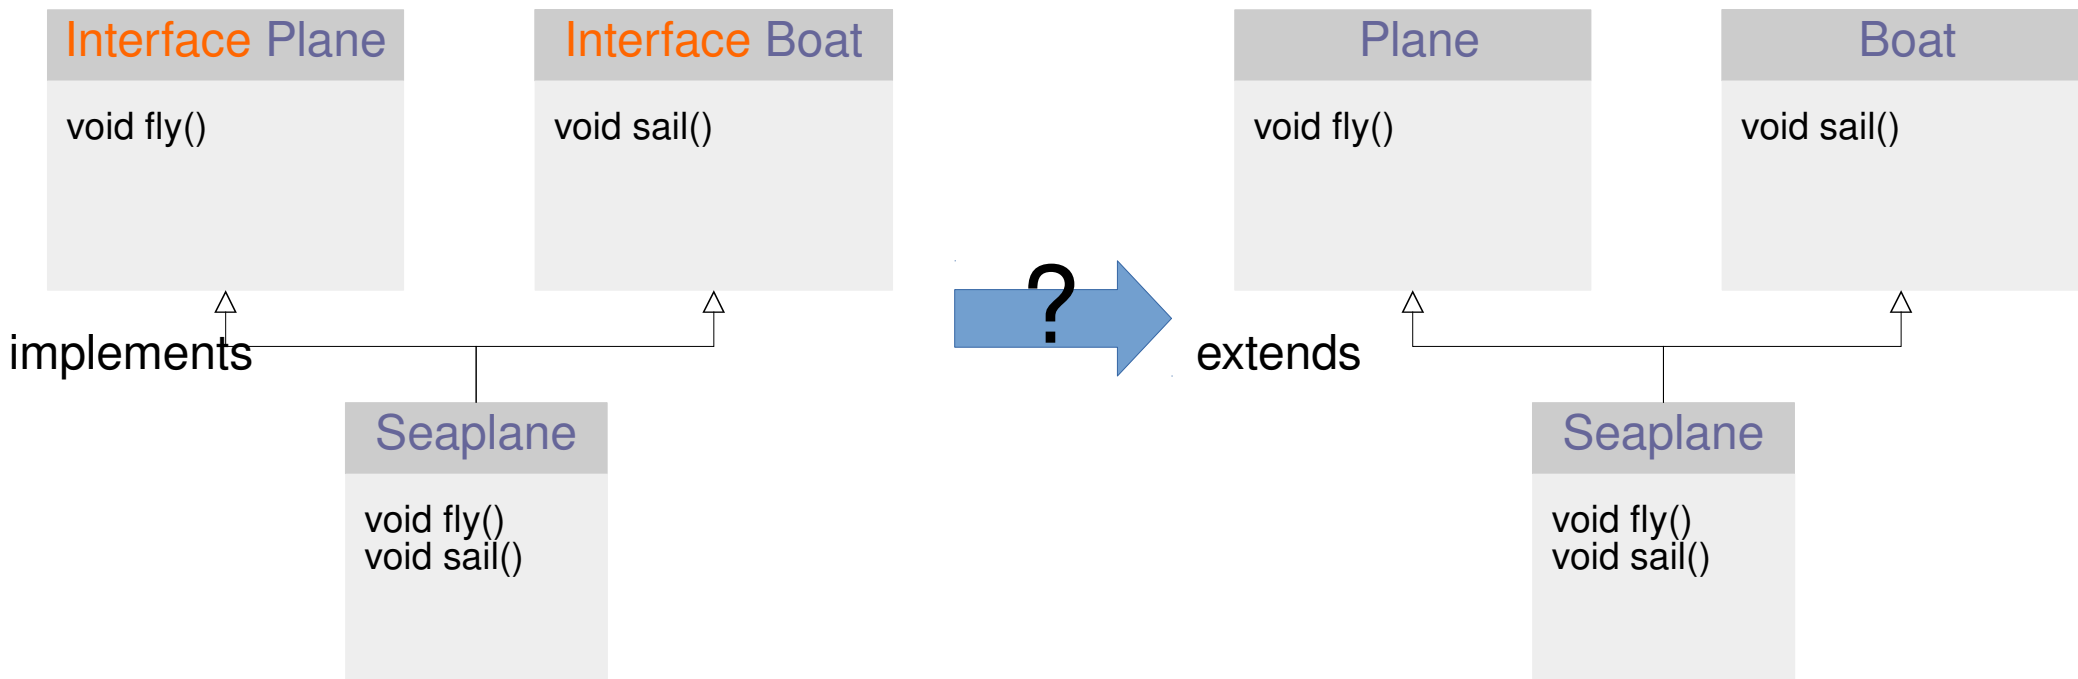 Interface Plane
void fly()
Interface Boat
void sail()
implements
Seaplane
void fly()
void sail()
?
Plane
void fly()
Boat
void sail()
extends
Seaplane
void fly()
void sail()